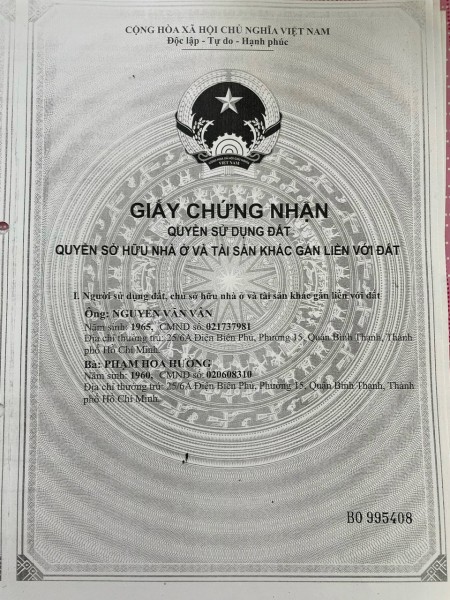 CỘNG HÒA XÃ HỘI CHỦ NGHĨA VIỆT NAM
Độc lập - Tự do - Hạnh phúc
VIỆT NAM
GIẤY CHỨNG NHẬN
QUYỀN SỬ DỤNG ĐẤT
QUYỀN SỞ HỮU NHÀ Ở VÀ TÀI SẢN KHÁC GẮN LIỀN VỚI ĐẤT
I. Người sử dụng đất, chủ sở hữu nhà ở và tài sản khác gắn liền với đất
Ông: NGUYỄN VĂN VÂN
Năm sinh: 1965, CMND số: 021737981
Địa chỉ thường trú: 25/6A Điện Biên Phủ, Phường 15, Quận Bình Thạnh, Thành
phố Hồ Chí Minh.
Bà: PHẠM HÒA HƯỜNG
Năm sinh: 1960, CMND số: 020608310
Địa chỉ thường trú: 25/6A Điện Biên Phủ, Phường 15, Quận Bình Thạnh, Thành
phố Hồ Chí Minh.
BO 995408